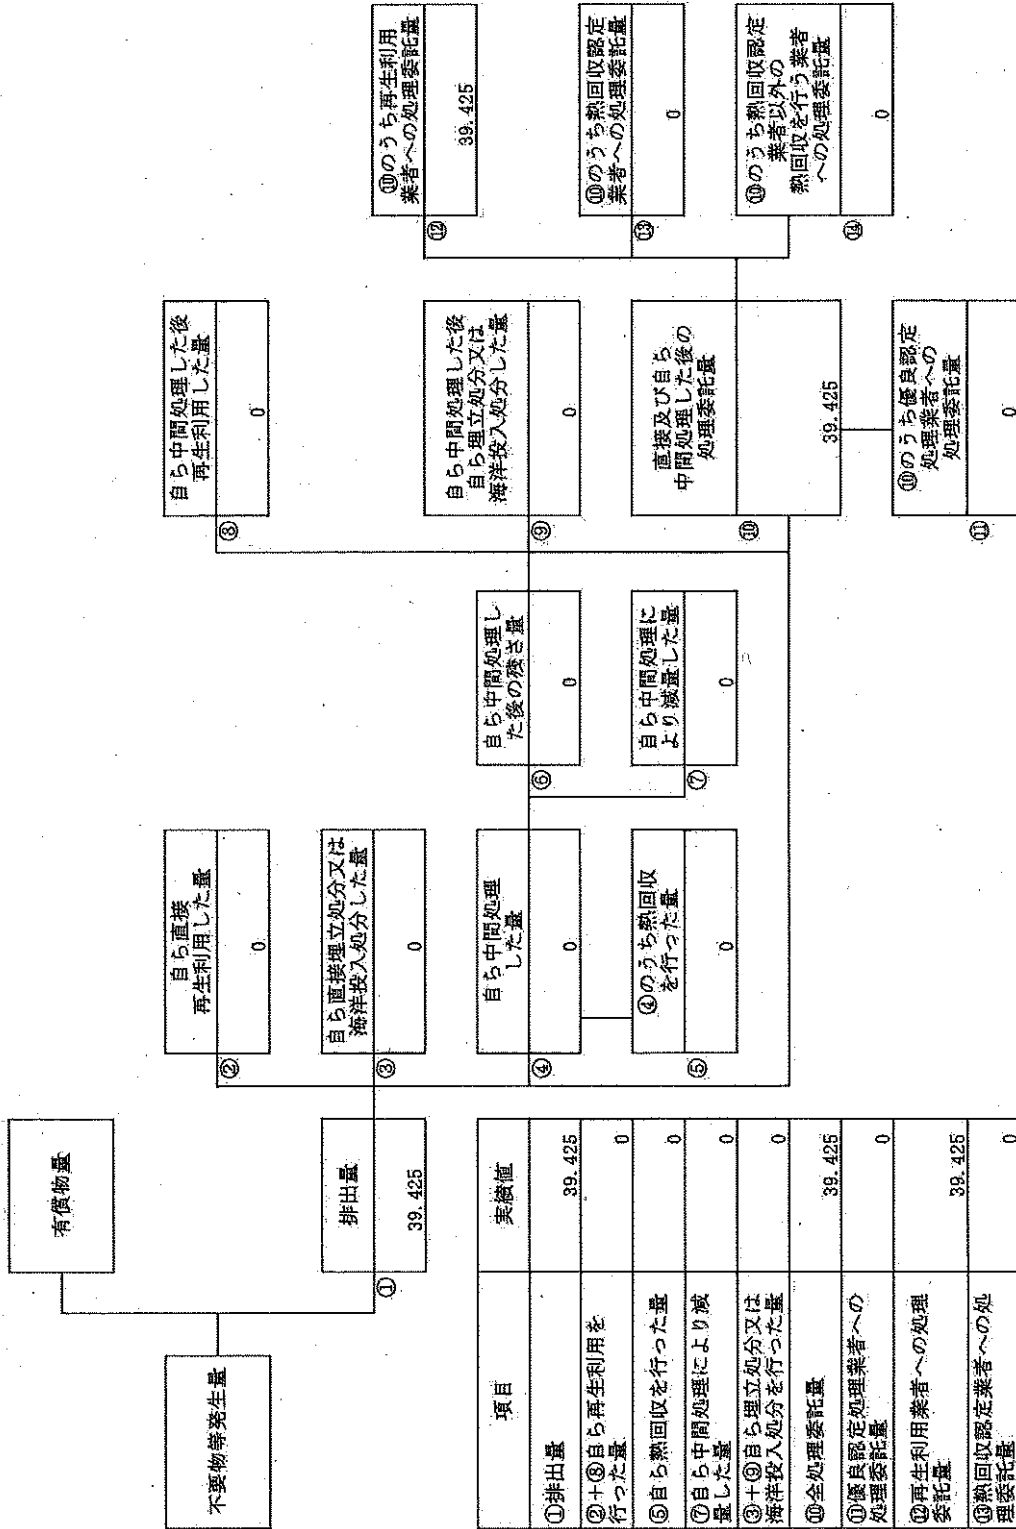 有償物量
不要物等発生量
排出量
①
39.425
自ら直接
再生利用した量
②
0
自ら直接埋立処分又は
海洋投入処分した量
③
0
自ら中間処理
した量
④
0
④のうち熱回収
を行った量
⑤
0
自ら中間処理し
た後の残さ量
⑥
0
自ら中間処理に
より減量した量
⑦
0
自ら中間処理した後
再生利用した量
⑧
0
自ら中間処理した後
自ら埋立処分又は
海洋投入処分した量
⑨
0
直接及び自ら
中間処理した後の
処理委託量
⑩
39.425
⑩のうち優良認定
処理業者への
処理委託量
⑪
0
⑩のうち再生利用
業者への処理委託量
⑫
39.425
⑩のうち熱回収認定
業者への処理委託量
⑬
0
⑩のうち熱回収認定
業者以外の
熱回収を行う業者
への処理委託量
⑭
0
項目 実績値
①排出量 39.425
②+⑧自ら再生利用を
行った量 0
⑤自ら熱回収を行った量 0
⑦自ら中間処理により減
量した量 0
③+⑨自ら埋立処分又は
海洋投入処分を行った量 0
⑩全処理委託量 39.425
⑪優良認定処理業者への
処理委託量 0
⑫再生利用業者への処理
委託量 39.425
⑬熱回収認定業者への処
理委託量 0